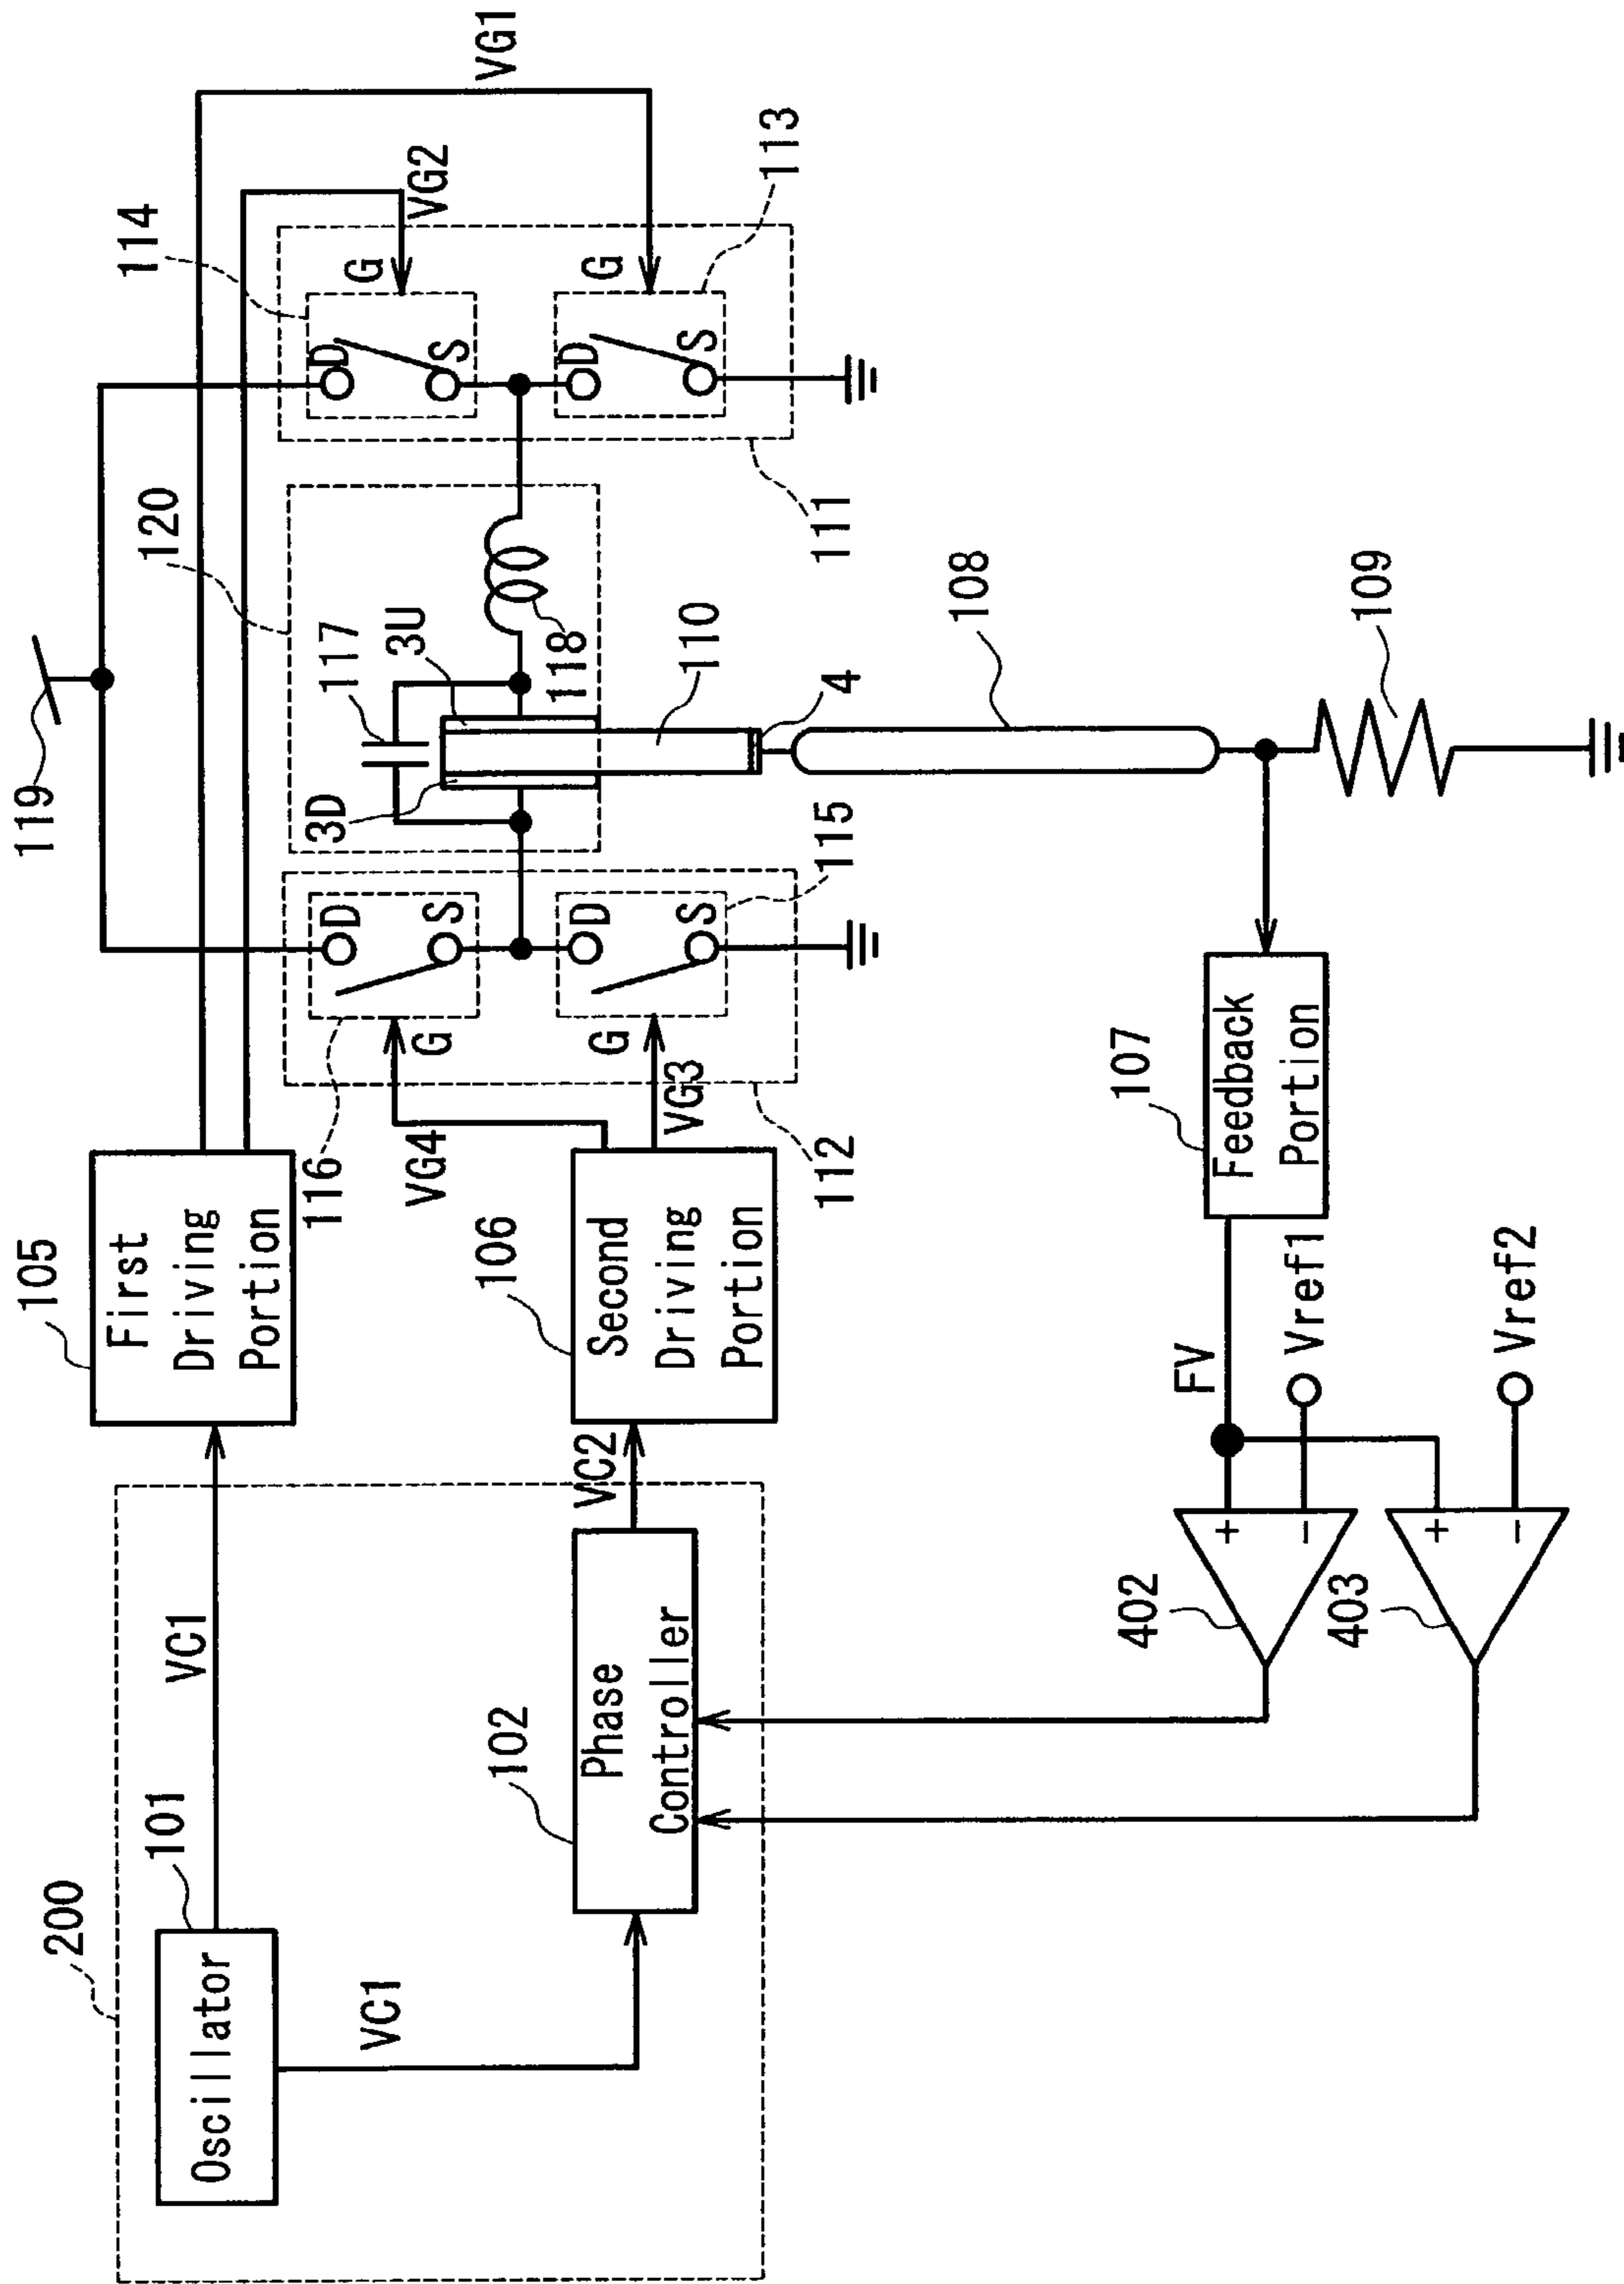 119
105
First
Driving
Portion
VG1
VG2
114
G
D
S
113
G
D
S
111
120
117
3U
118
3D
110
4
D
S
115
D
S
G
G
116
VG4
VG3
112
106
Second
Driving
Portion
VC1
VC2
200
101
Oscillator
VC1
102
Phase
Controller
108
109
107
Feedback
Portion
FV
Vref1
Vref2
402
+
−
403
+
−